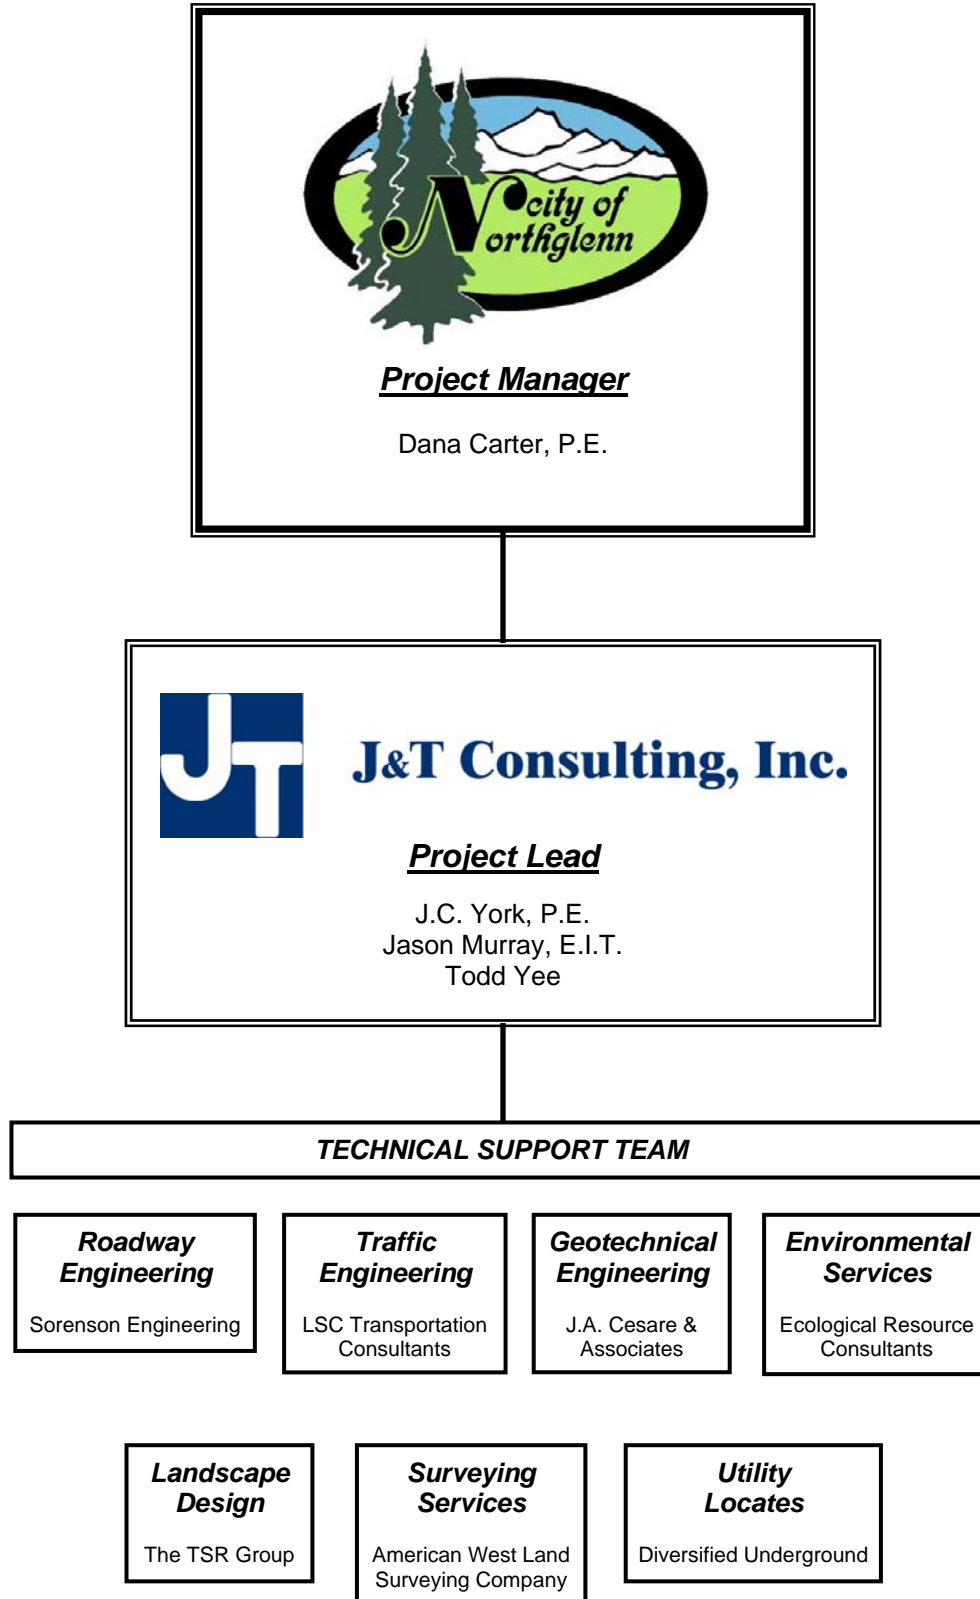 city of
Northglenn
Project Manager
Dana Carter, P.E.
JT
J&T Consulting, Inc.
Project Lead
J.C. York, P.E.
Jason Murray, E.I.T.
Todd Yee
TECHNICAL SUPPORT TEAM
Roadway
Engineering
Sorenson Engineering
Traffic
Engineering
LSC Transportation
Consultants
Geotechnical
Engineering
J.A. Cesare &
Associates
Environmental
Services
Ecological Resource
Consultants
Landscape
Design
The TSR Group
Surveying
Services
American West Land
Surveying Company
Utility
Locates
Diversified Underground